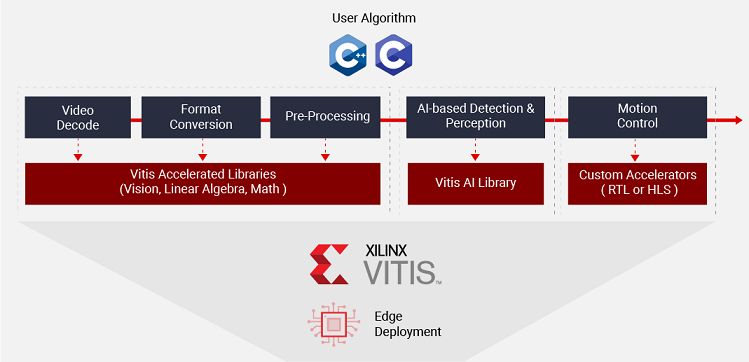 User Algorithm
C++ C
Video
Decode
Format
Conversion
Pre-Processing
AI-based Detection &
Perception
Motion
Control
Vitis Accelerated Libraries
(Vision, Linear Algebra, Math )
Vitis AI Library
Custom Accelerators
( RTL or HLS )
XILINX
VITIS™
Edge
Deployment